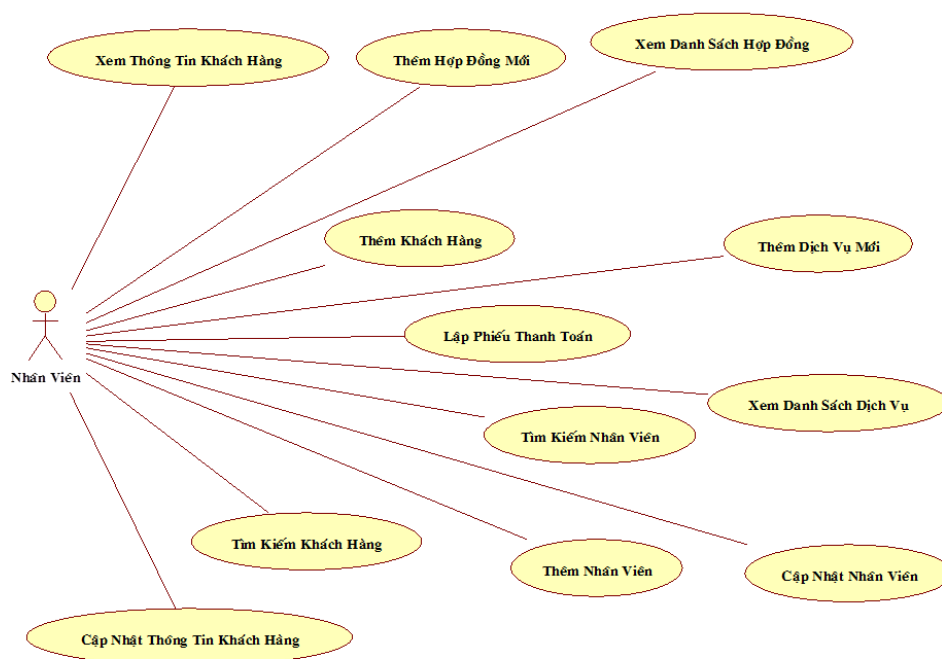 Xem Thông Tin Khách Hàng
Thêm Hợp Đồng Mới
Xem Danh Sách Hợp Đồng
Thêm Khách Hàng
Thêm Dịch Vụ Mới
Lập Phiếu Thanh Toán
Nhân Viên
Xem Danh Sách Dịch Vụ
Tìm Kiếm Nhân Viên
Tìm Kiếm Khách Hàng
Thêm Nhân Viên
Cập Nhật Nhân Viên
Cập Nhật Thông Tin Khách Hàng